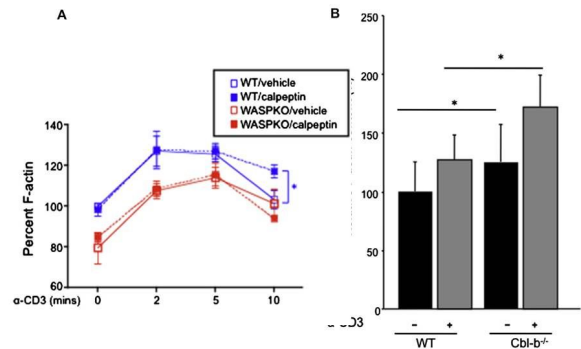 A
WT/vehicle
WT/calpeptin
WASPKO/vehicle
WASPKO/calpeptin
*
Percent F-actin
140
120
100
80
60
α-CD3 (mins) 0 2 5 10
B
250
200
150
100
50
0
*
*
- + - +
WT Cbl-b-/-